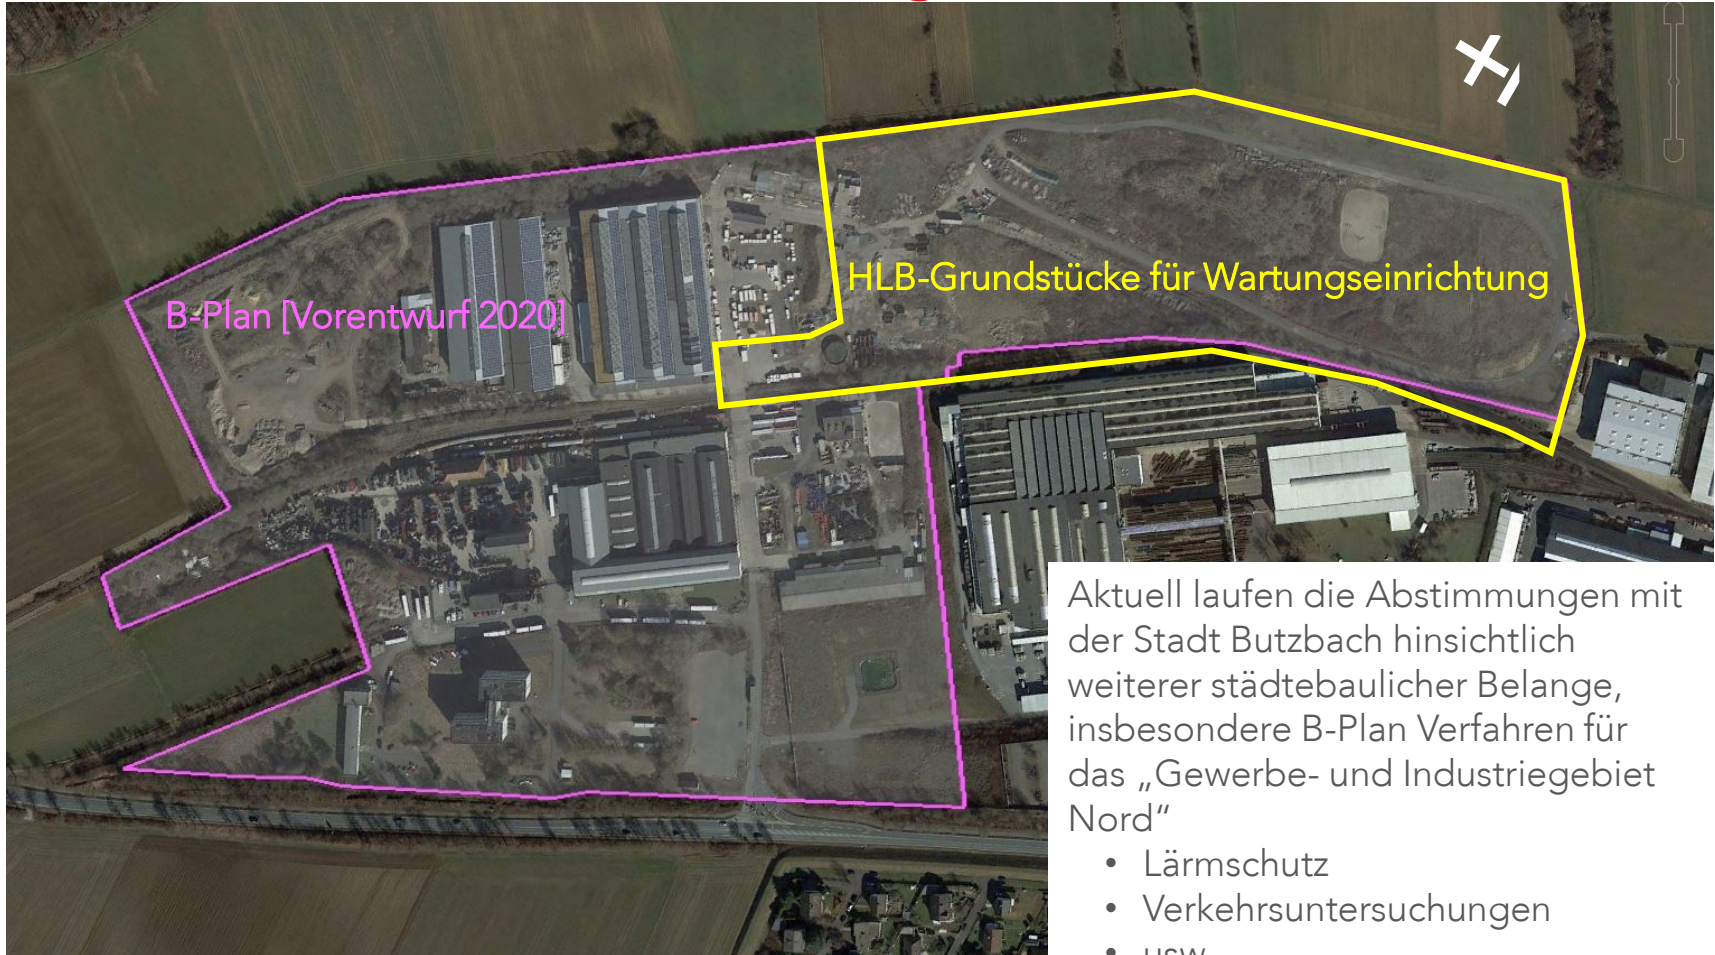 HLB-Grundstücke für Wartungseinrichtung
B-Plan [Vorentwurf 2020]
Aktuell laufen die Abstimmungen mit
der Stadt Butzbach hinsichtlich
weiterer städtebaulicher Belange,
insbesondere B-Plan Verfahren für
das „Gewerbe- und Industriegebiet
Nord“
• Lärmschutz
• Verkehrsuntersuchungen
• usw